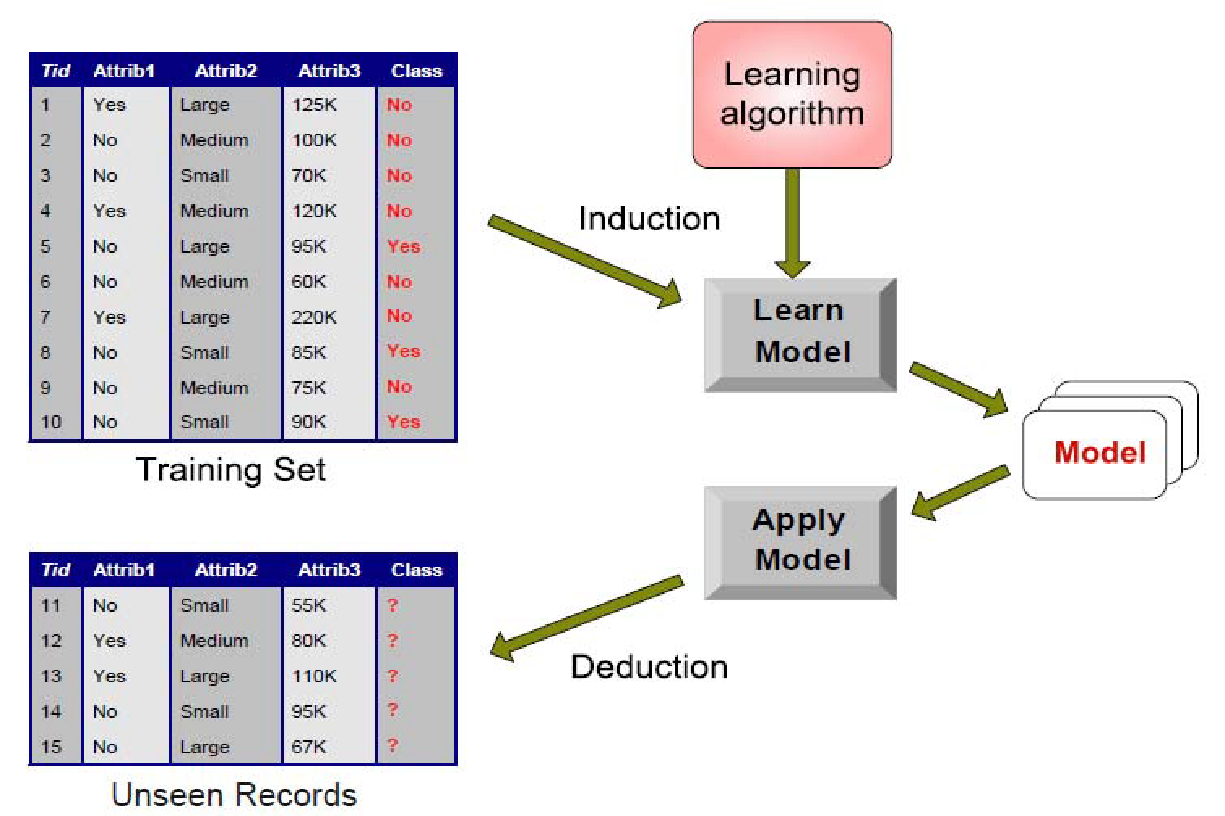 Tid Attrib1 Attrib2 Attrib3 Class
1 Yes Large 125K No
2 No Medium 100K No
3 No Small 70K No
4 Yes Medium 120K No
5 No Large 95K Yes
6 No Medium 60K No
7 Yes Large 220K No
8 No Small 85K Yes
9 No Medium 75K No
10 No Small 90K Yes
Training Set
Learning
algorithm
Induction
Learn
Model
Model
Apply
Model
Deduction
Tid Attrib1 Attrib2 Attrib3 Class
11 No Small 55K ?
12 Yes Medium 80K ?
13 Yes Large 110K ?
14 No Small 95K ?
15 No Large 67K ?
Unseen Records